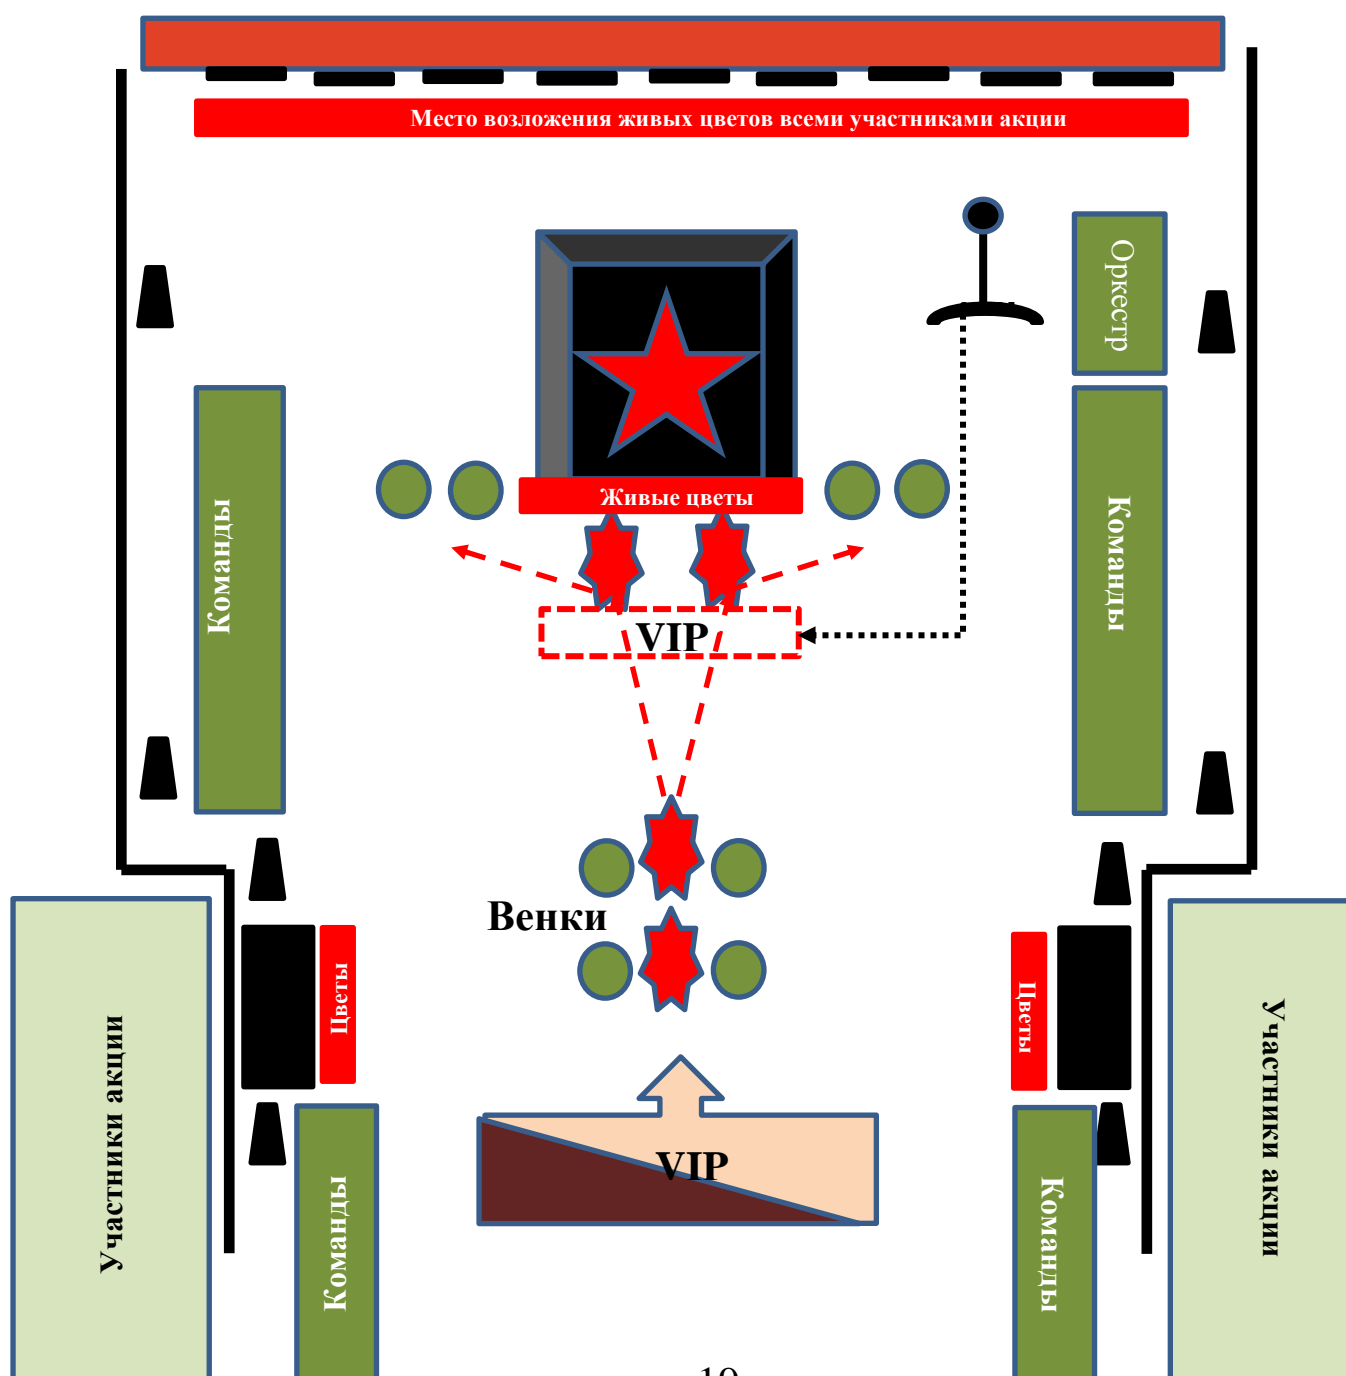 Место возложения живых цветов всеми участниками акции
Оркестр
Живые цветы
Команды
Команды
VIP
Венки
Цветы
Цветы
Участники акции
Участники акции
VIP
Команды
Команды